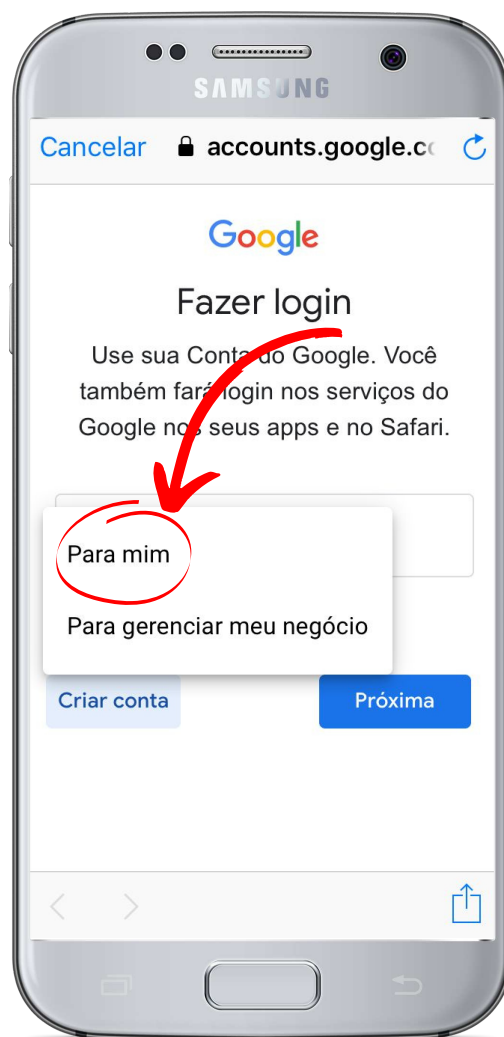 SAMSUNG
Cancelar accounts.google.c
Google
Fazer login
Use sua Conta do Google. Você
também fará login nos serviços do
Google nos seus apps e no Safari.
Para mim
Para gerenciar meu negócio
Criar conta Próxima